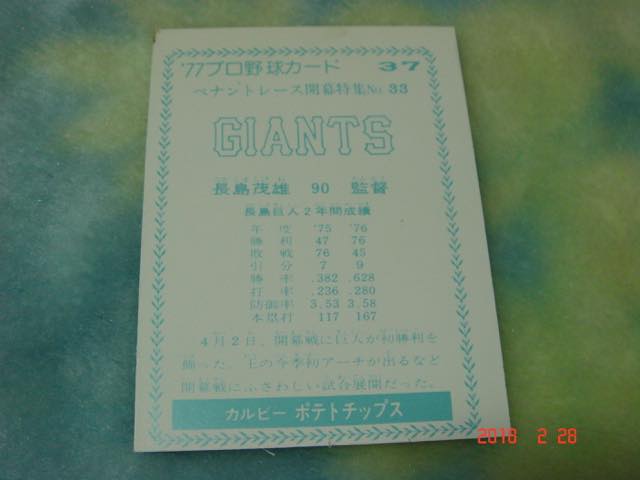 '77プロ野球カード 37
ペナントレース開幕特集No. 33
GIANTS
長島茂雄 90 監督
長島巨人2年間成績
年度 '75 '76
勝利 47 76
敗戦 76 45
引分 7 9
勝率 .382 .628
打率 .236 .280
防御率 3.53 3.58
本塁打 117 167
4月2日、開幕戦に巨人が初勝利を
飾った。王の今季初アーチが出るなど
開幕戦にふさわしい試合展開だった。
カルビー ポテトチップス
2018 2 28